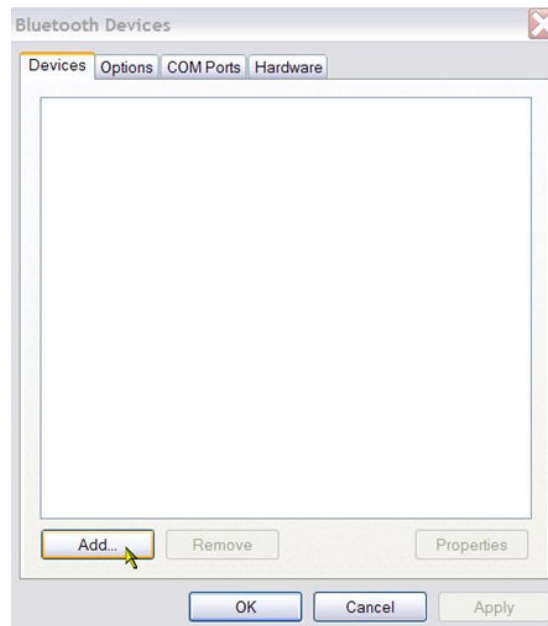 Bluetooth Devices
Devices Options COM Ports Hardware
Add... Remove Properties
OK Cancel Apply